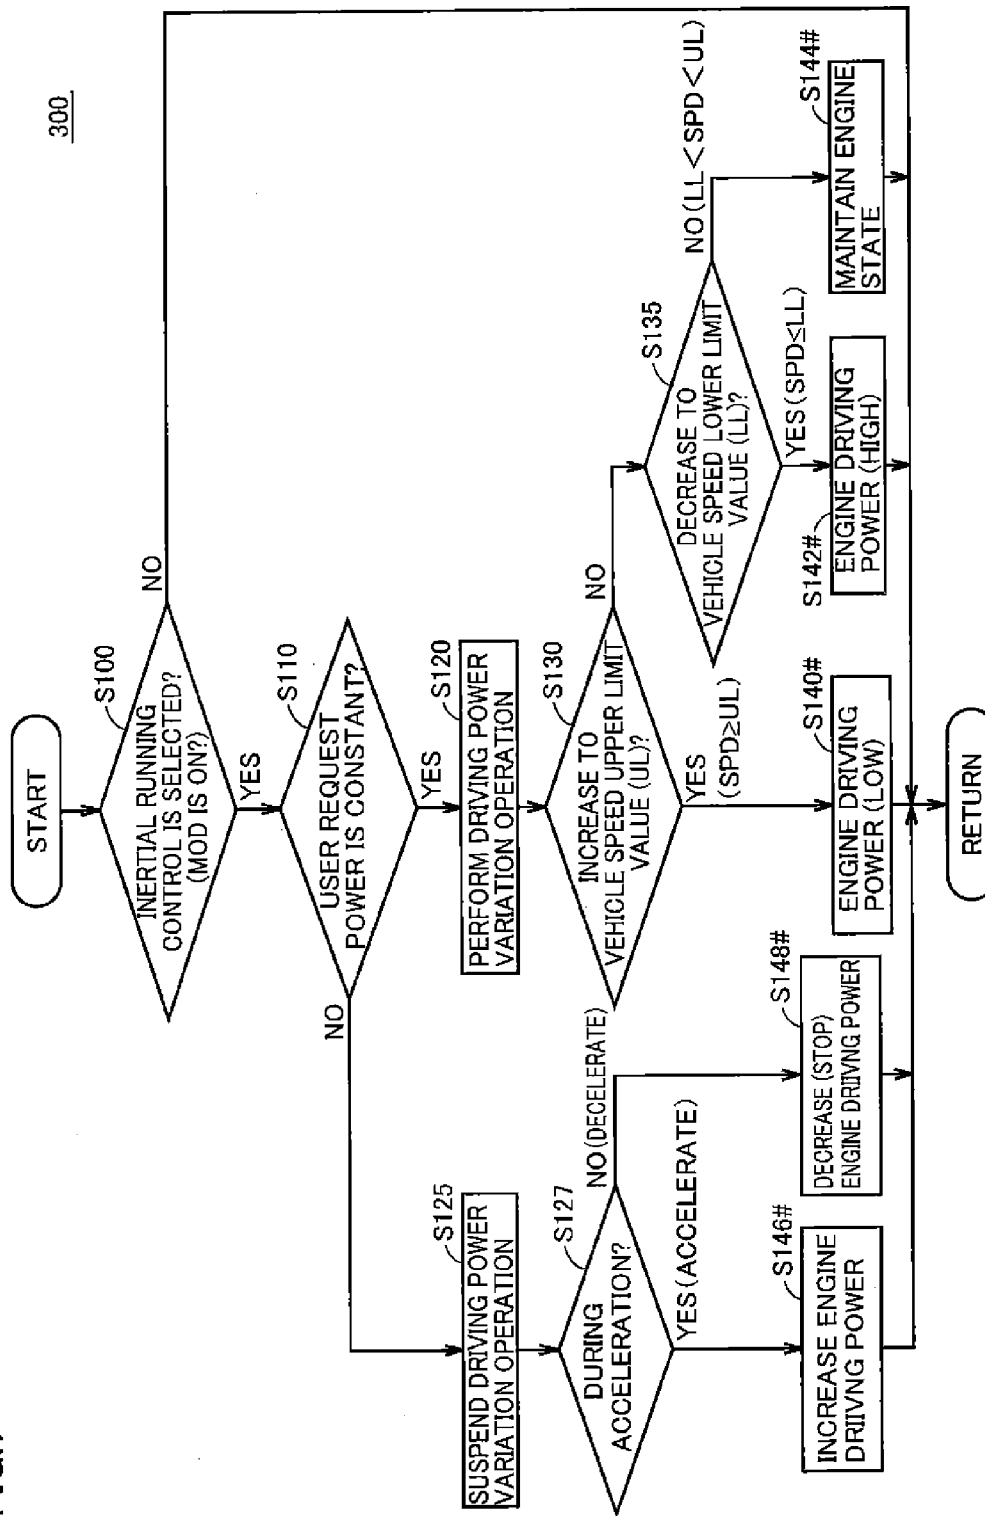 300
START
S100
INERTIAL RUNNING
CONTROL IS SELECTED?
(MOD IS ON?)
NO
YES
S110
USER REQUEST
POWER IS CONSTANT?
NO
YES
S125
SUSPEND DRIVING POWER
VARIATION OPERATION
S120
PERFORM DRIVING POWER
VARIATION OPERATION
S127
DURING
ACCELERATION?
NO(DECELERATE)
YES(ACCELERATE)
S130
INCREASE TO
VEHICLE SPEED UPPER LIMIT
VALUE (UL)?
NO
YES
(SPD≥UL)
S135
DECREASE TO
VEHICLE SPEED LOWER LIMIT
VALUE (LL)?
NO(LL<SPD<UL)
YES(SPD≤LL)
S146#
INCREASE ENGINE
DRIIVNG POWER
S148#
DECREASE (STOP)
ENGINE DRIVNG POWER
S140#
ENGINE DRIVING
POWER (LOW)
S142#
ENGINE DRIVING
POWER (HIGH)
S144#
MAINTAIN ENGINE
STATE
RETURN